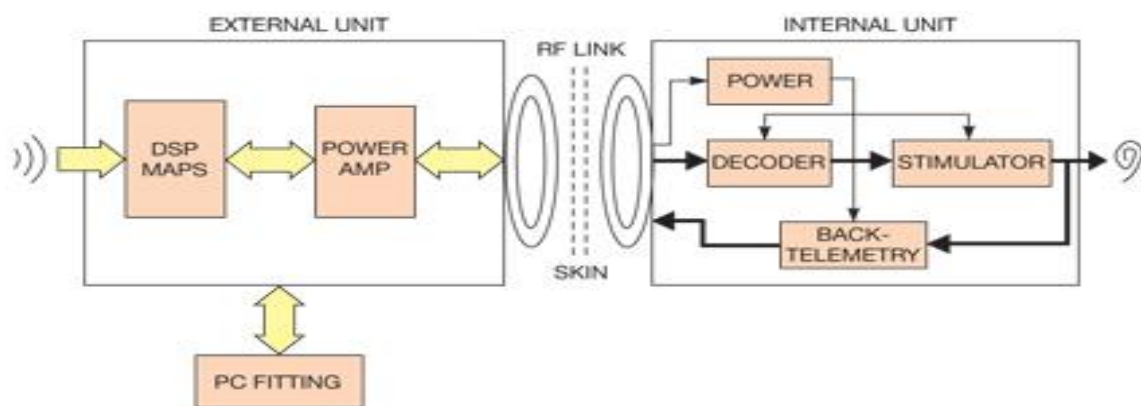 EXTERNAL UNIT
RF LINK
INTERNAL UNIT
DSP
MAPS
POWER
AMP
POWER
DECODER
STIMULATOR
BACK-
TELEMETRY
SKIN
PC FITTING